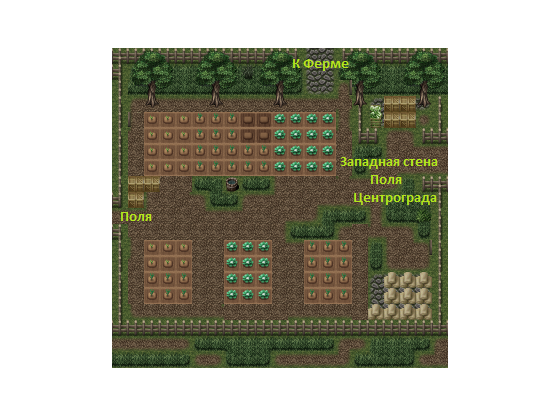 К Ферме
Западная стена
Поля
Центрограда
Поля